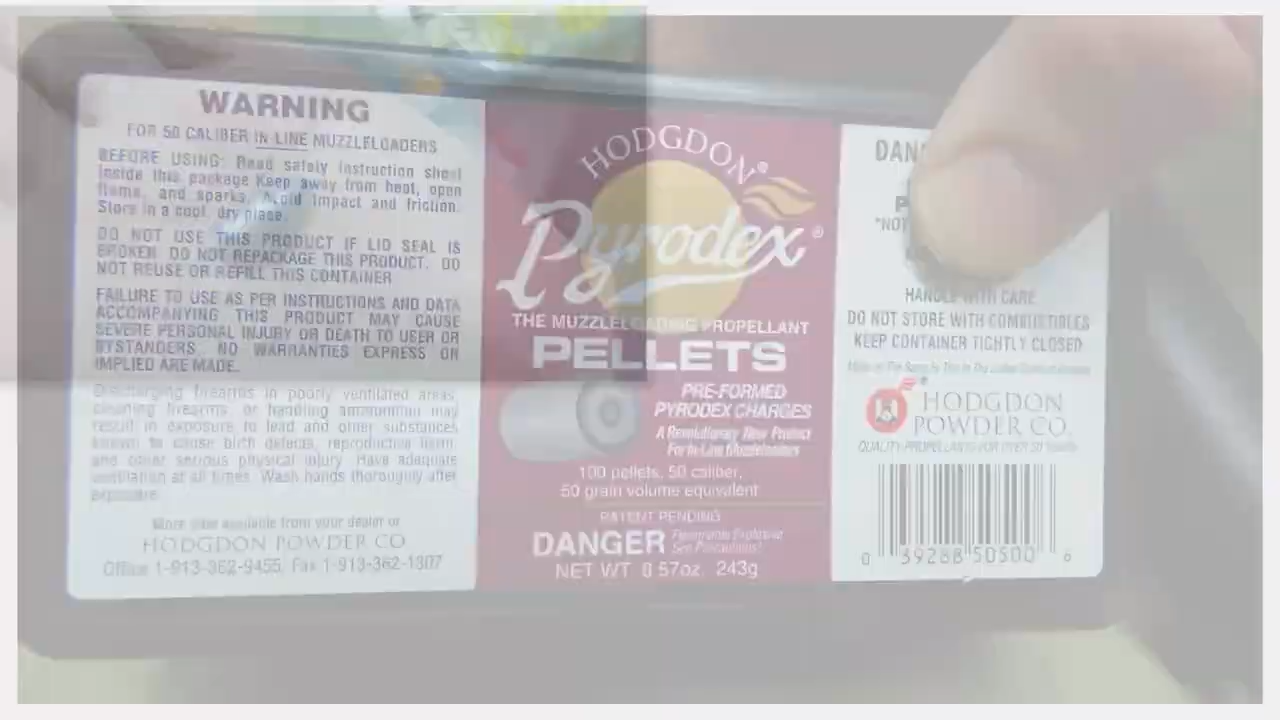 WARNING
FOR 50 CALIBER IN-LINE MUZZLELOADERS
BEFORE USING: Read safety instruction sheet
inside this package Keep away from heat, open
flame, and sparks. Avoid impact and friction.
Store in a cool, dry place.
DO NOT USE THIS PRODUCT IF LID SEAL IS
BROKEN. DO NOT REPACKAGE THIS PRODUCT. DO
NOT REUSE OR REFILL THIS CONTAINER
FAILURE TO USE AS PER INSTRUCTIONS AND DATA
ACCOMPANYING THIS PRODUCT MAY CAUSE
SEVERE PERSONAL INJURY OR DEATH TO USER OR
BYSTANDERS. NO WARRANTIES EXPRESS OR
IMPLIED ARE MADE.
Discharging firearms in poorly ventilated areas,
cleaning firearms, or handling ammunition may
result in exposure to lead and other substances
known to cause birth defects, reproductive harm,
and other serious physical injury. Have adequate
ventilation at all times. Wash hands thoroughly after
exposure.
More data available from your dealer or
HODGDON POWDER CO.
Office 1-913-362-9455, Fax 1-913-362-1307
HODGDON®
Pyrodex®
THE MUZZLELOADING PROPELLANT
PELLETS
PRE-FORMED
PYRODEX CHARGES
A Revolutionary New Product
For In-Line Muzzleloaders
100 pellets, 50 caliber,
50 grain volume equivalent
PATENT PENDING
DANGER
See Precautions!
NET WT. 8.57oz. 243g
DAN
P
"NOT
HANDLE WITH CARE
DO NOT STORE WITH COMBUSTIBLES
KEEP CONTAINER TIGHTLY CLOSED
HODGDON
POWDER CO.
QUALITY PROPELLANTS FOR OVER 50 YEARS
0 39288 50500 6